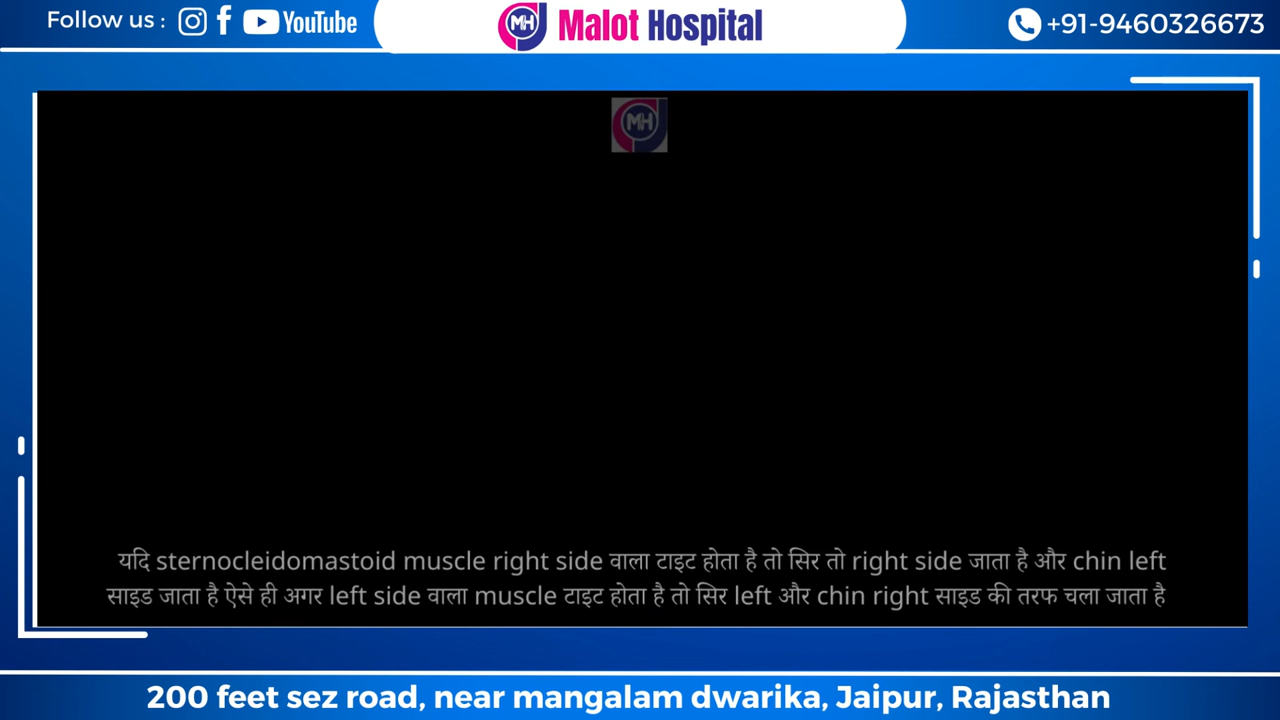 Follow us :
YouTube
MH
Malot Hospital
+91-9460326673
MH
यदि sternocleidomastoid muscle right side वाला टाइट होता है तो सिर तो right side जाता है और chin left
साइड जाता है ऐसे ही अगर left side वाला muscle टाइट होता है तो सिर left और chin right साइड की तरफ चला जाता है
200 feet sez road, near mangalam dwarika, Jaipur, Rajasthan